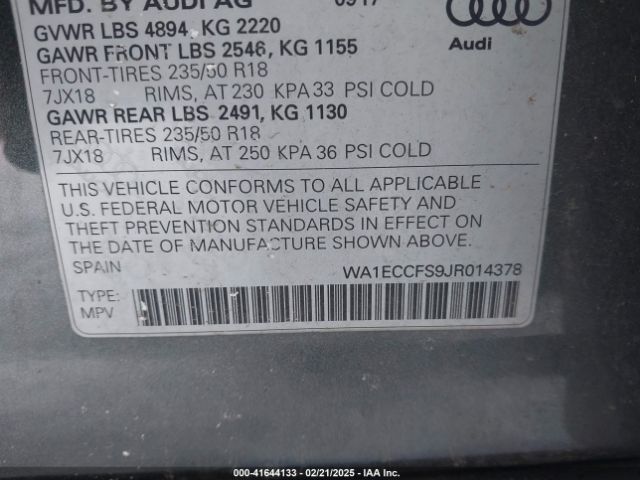 MFD. BY AUDI AG 0917
GVWR LBS 4894, KG 2220
GAWR FRONT LBS 2546, KG 1155
FRONT-TIRES 235/50 R18
7JX18 RIMS, AT 230 KPA 33 PSI COLD
GAWR REAR LBS 2491, KG 1130
REAR-TIRES 235/50 R18
7JX18 RIMS, AT 250 KPA 36 PSI COLD
Audi
THIS VEHICLE CONFORMS TO ALL APPLICABLE
U.S. FEDERAL MOTOR VEHICLE SAFETY AND
THEFT PREVENTION STANDARDS IN EFFECT ON
THE DATE OF MANUFACTURE SHOWN ABOVE.
SPAIN WA1ECCFS9JR014378
TYPE:
MPV
000-41644133 - 02/21/2025 - IAAI.COM